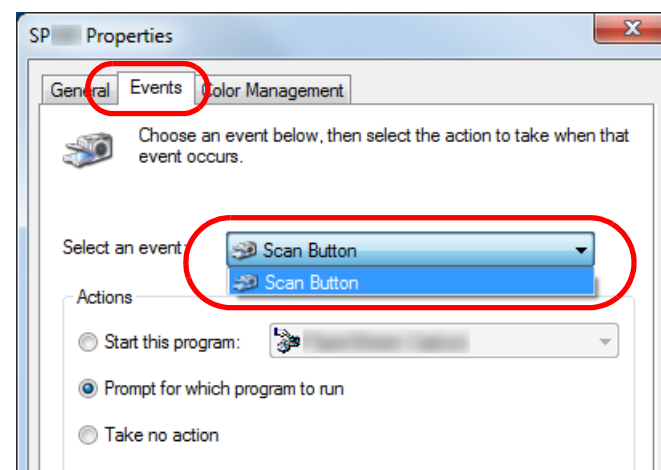 SP Properties
General Events Color Management
Choose an event below, then select the action to take when that
event occurs.
Select an event: Scan Button
Scan Button
Actions
Start this program:
Prompt for which program to run
Take no action